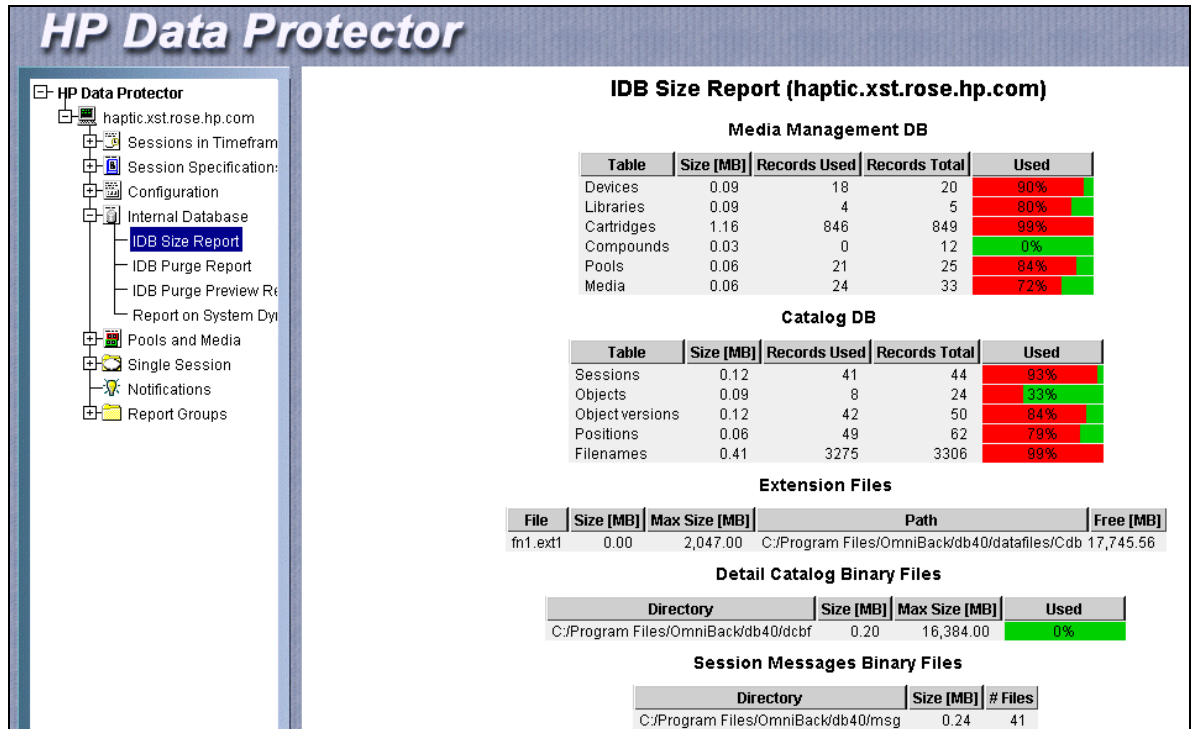 HP Data Protector
HP Data Protector
haptic.xst.rose.hp.com
Sessions in Timefram
Session Specification:
Configuration
Internal Database
IDB Size Report
IDB Purge Report
IDB Purge Preview Re
Report on System Dyn
Pools and Media
Single Session
Notifications
Report Groups
IDB Size Report (haptic.xst.rose.hp.com)
Media Management DB
Table Size [MB] Records Used Records Total Used
Devices 0.09 18 20 90%
Libraries 0.09 4 5 80%
Cartridges 1.16 846 849 99%
Compounds 0.03 0 12 0%
Pools 0.06 21 25 84%
Media 0.06 24 33 72%
Catalog DB
Table Size [MB] Records Used Records Total Used
Sessions 0.12 41 44 93%
Objects 0.09 8 24 33%
Object versions 0.12 42 50 84%
Positions 0.06 49 62 79%
Filenames 0.41 3275 3306 99%
Extension Files
File Size [MB] Max Size [MB] Path Free [MB]
fn1.ext1 0.00 2,047.00 C:/Program Files/OmniBack/db40/datafiles/Cdb 17,745.56
Detail Catalog Binary Files
Directory Size [MB] Max Size [MB] Used
C:/Program Files/OmniBack/db40/dcbf 0.20 16,384.00 0%
Session Messages Binary Files
Directory Size [MB] # Files
C:/Program Files/OmniBack/db40/msg 0.24 41